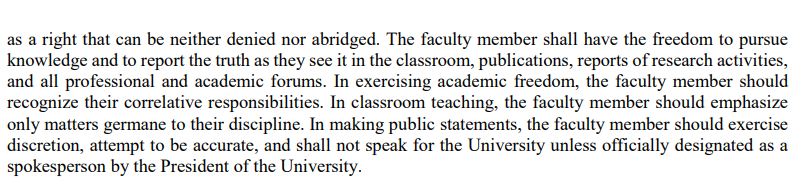 as a right that can be neither denied nor abridged. The faculty member shall have the freedom to pursue
knowledge and to report the truth as they see it in the classroom, publications, reports of research activities,
and all professional and academic forums. In exercising academic freedom, the faculty member should
recognize their correlative responsibilities. In classroom teaching, the faculty member should emphasize
only matters germane to their discipline. In making public statements, the faculty member should exercise
discretion, attempt to be accurate, and shall not speak for the University unless officially designated as a
spokesperson by the President of the University.